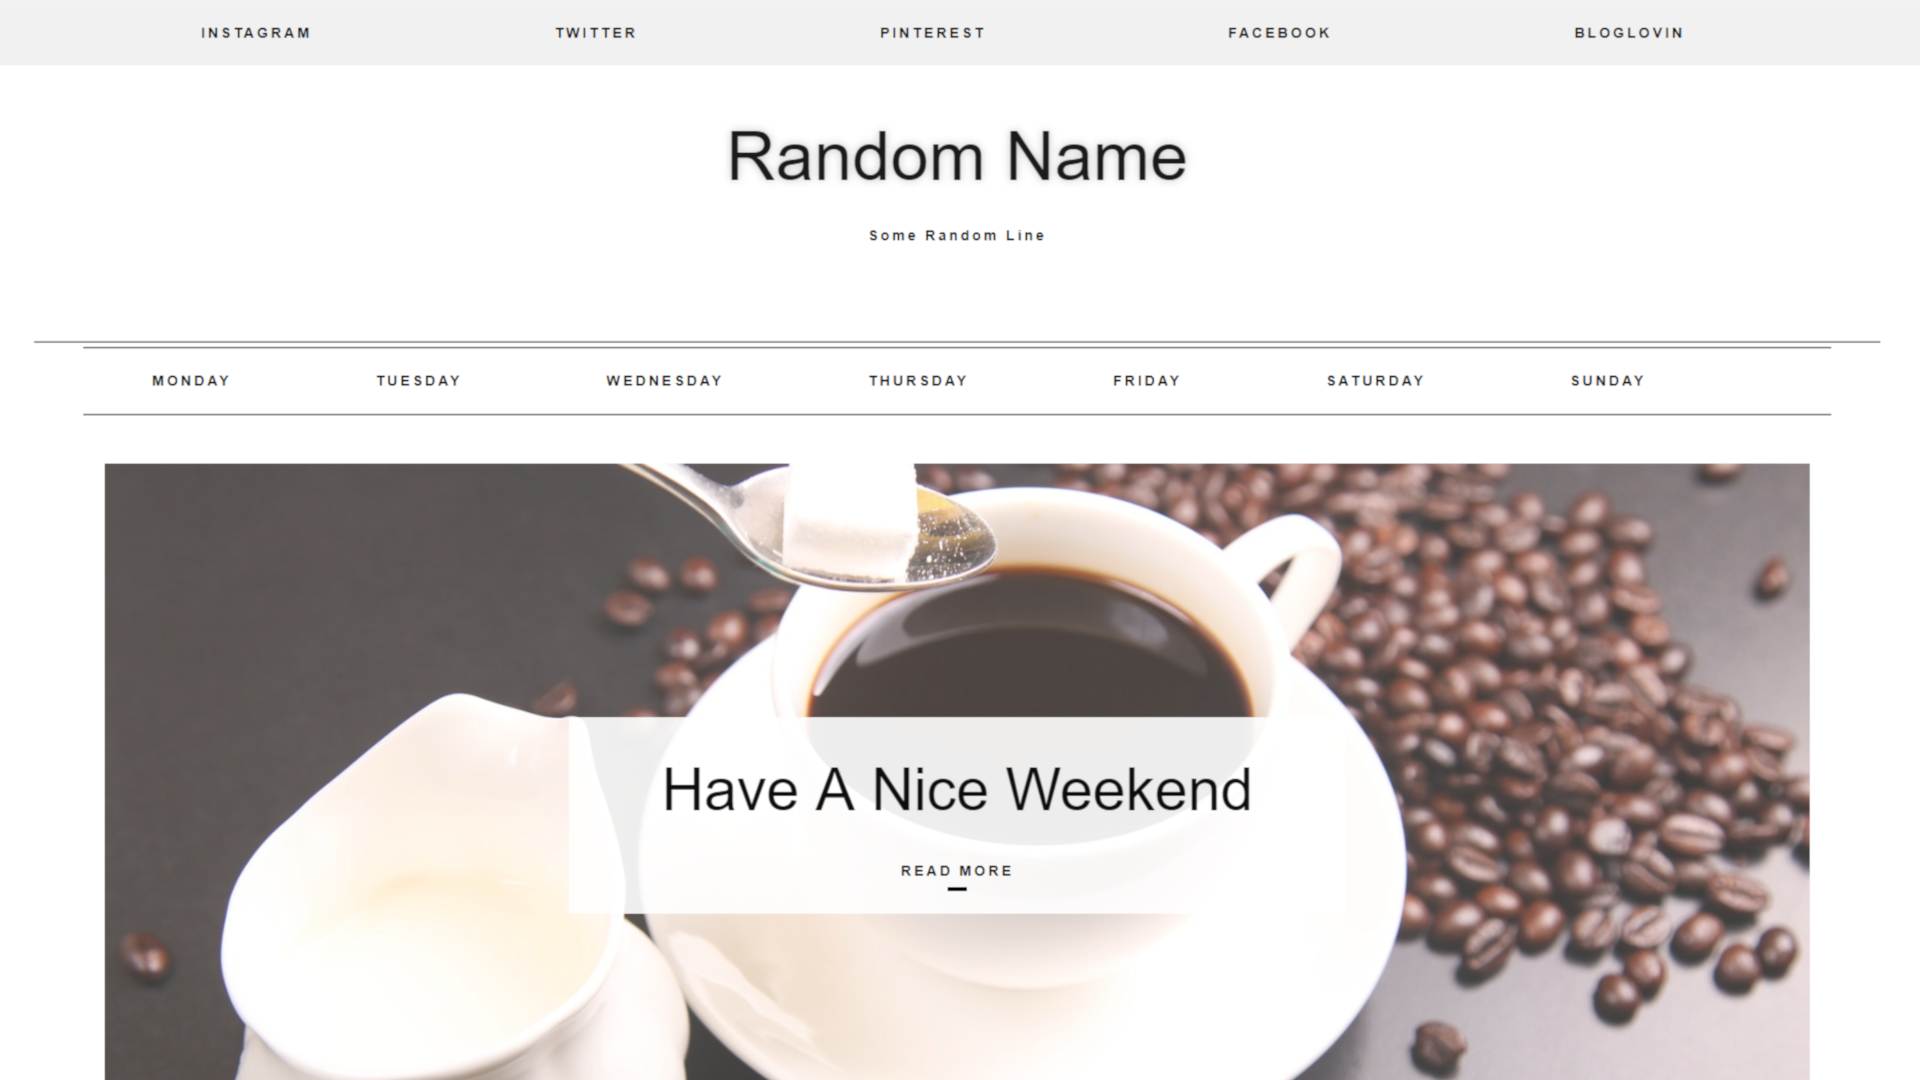 INSTAGRAM TWITTER PINTEREST FACEBOOK BLOGLOVIN
Random Name
Some Random Line
MONDAY TUESDAY WEDNESDAY THURSDAY FRIDAY SATURDAY SUNDAY
Have A Nice Weekend
READ MORE